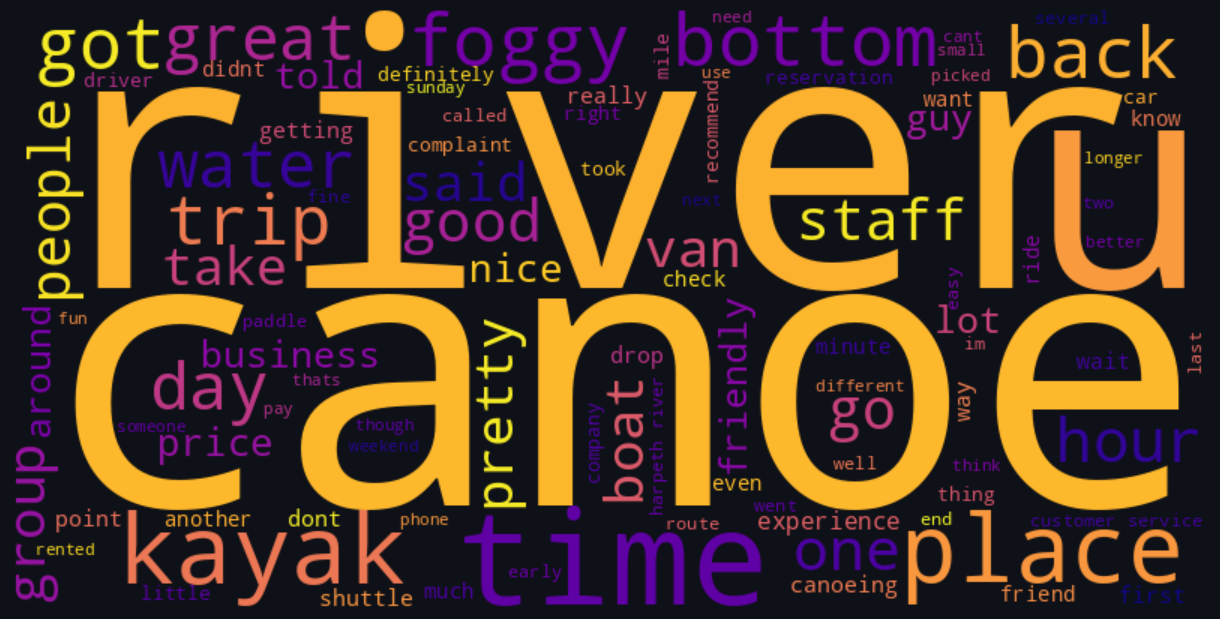 got
great
foggy
bottom
need
cant
small
several
back
driver
didnt
told
definitely
sunday
mile
use
reservation
picked
people
river
getting
called
really
right
recommend
want
guy
car
know
u
water
complaint
said
took
longer
fine
next
two
trip
good
staff
better
take
nice
van
check
ride
easy
around
fun
paddle
canoe
lot
im
last
business
pretty
drop
friendly
minute
wait
day
thats
pay
boat
different
go
way
someone
price
though
weekend
company
harpeth river
hour
group
well
even
think
thing
point
another
dont
phone
went
route
experience
end
customer service
rented
kayak
time
one
place
early
little
shuttle
much
canoeing
friend
first